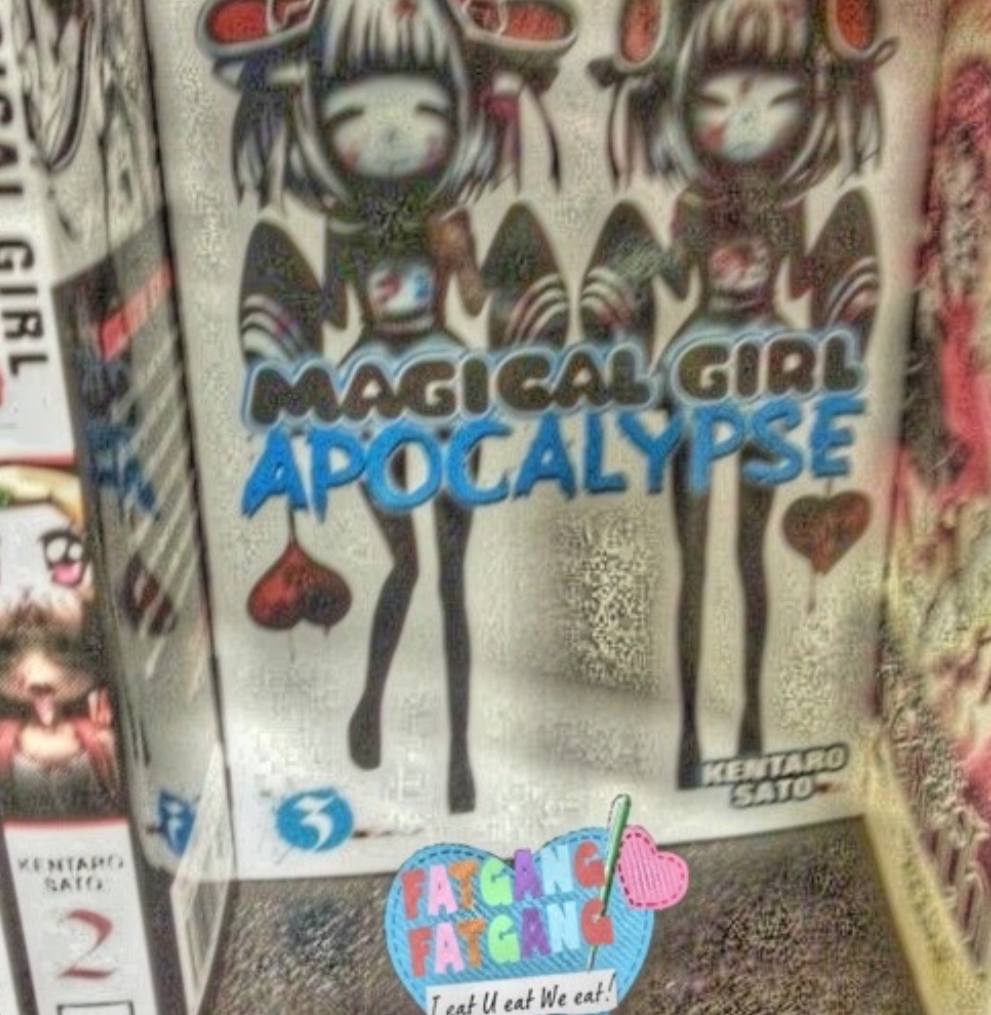 MAGICAL GIRL
APOCALYPSE
KENTARO
SATO
3
GIRL
KENTARO
SATO
2
FATGANG
FATGANG
I eat U eat We eat!